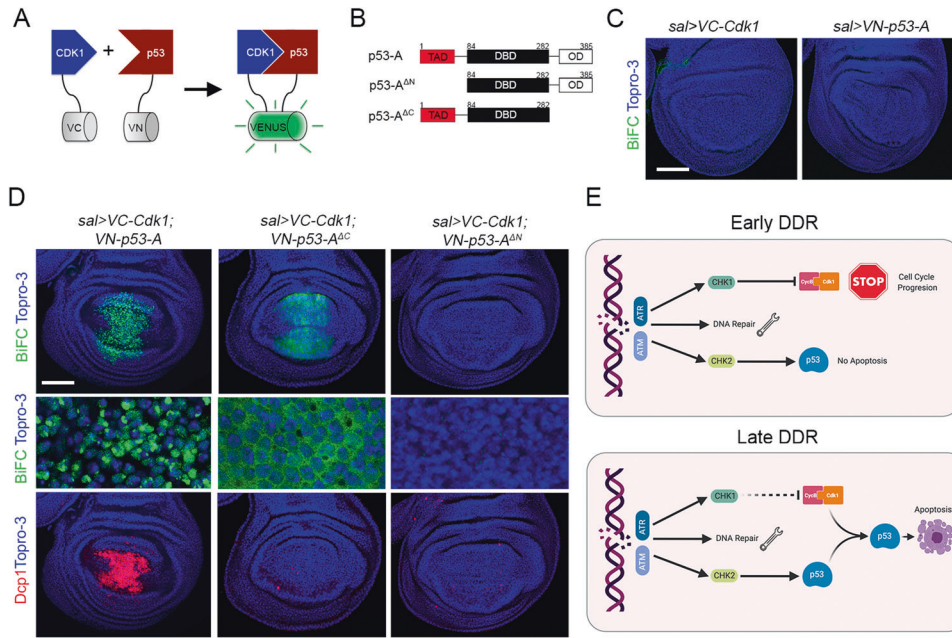 A
CDK1
+
p53
CDK1
p53
VC
VN
VENUS
B
p53-A
1
TAD
84
DBD
282
385
OD
p53-A^ΔN
84
DBD
282
385
OD
p53-A^ΔC
1
TAD
84
DBD
282
C
sal>VC-Cdk1
sal>VN-p53-A
BiFC Topro-3
D
sal>VC-Cdk1;
VN-p53-A
sal>VC-Cdk1;
VN-p53-A^ΔC
sal>VC-Cdk1;
VN-p53-A^ΔN
BiFC Topro-3
BiFC Topro-3
Dcp1Topro-3
E
Early DDR
ATR
ATM
CHK1
CycB
Cdk1
STOP
Cell Cycle
Progresion
DNA Repair
CHK2
p53
No Apoptosis
Late DDR
ATR
ATM
CHK1
CycB
Cdk1
DNA Repair
CHK2
p53
p53
Apoptosis